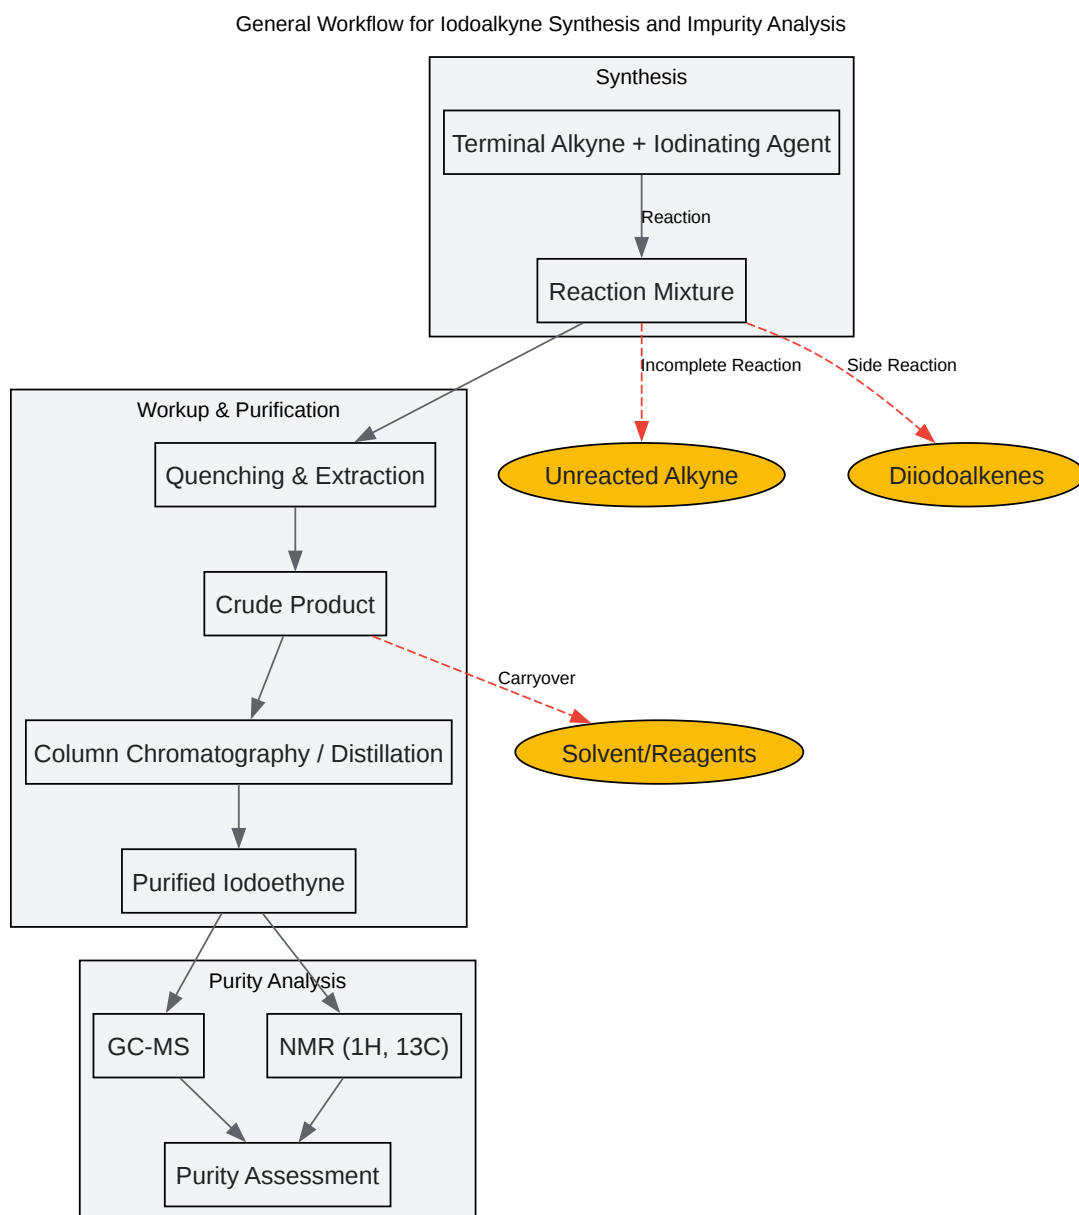 General Workflow for Iodoalkyne Synthesis and Impurity Analysis
Synthesis
Terminal Alkyne + Iodinating Agent
Reaction
Reaction Mixture
Incomplete Reaction
Side Reaction
Workup & Purification
Quenching & Extraction
Unreacted Alkyne
Diiodoalkenes
Crude Product
Carryover
Column Chromatography / Distillation
Solvent/Reagents
Purified Iodoethyne
Purity Analysis
GC-MS
NMR (1H, 13C)
Purity Assessment